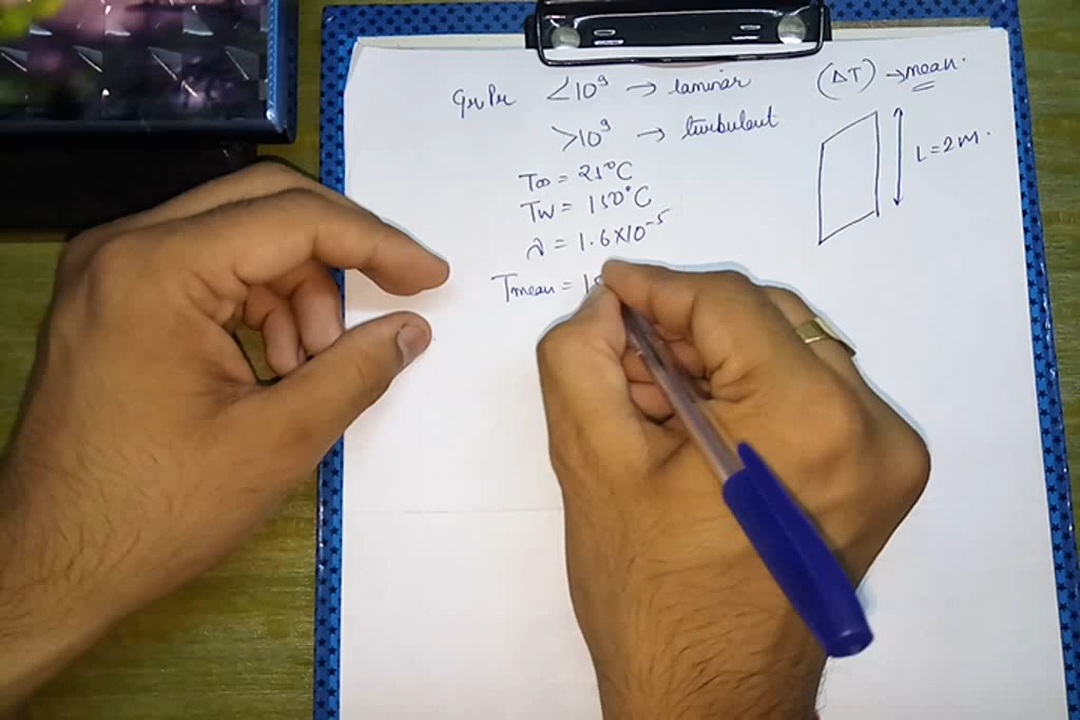 GrPr <10⁹ → laminar
>10⁹ → turbulent
(ΔT) → mean.
L=2m.
T∞ = 21°C
Tw = 150°C
= 1.6×10⁻⁵
Tmean =